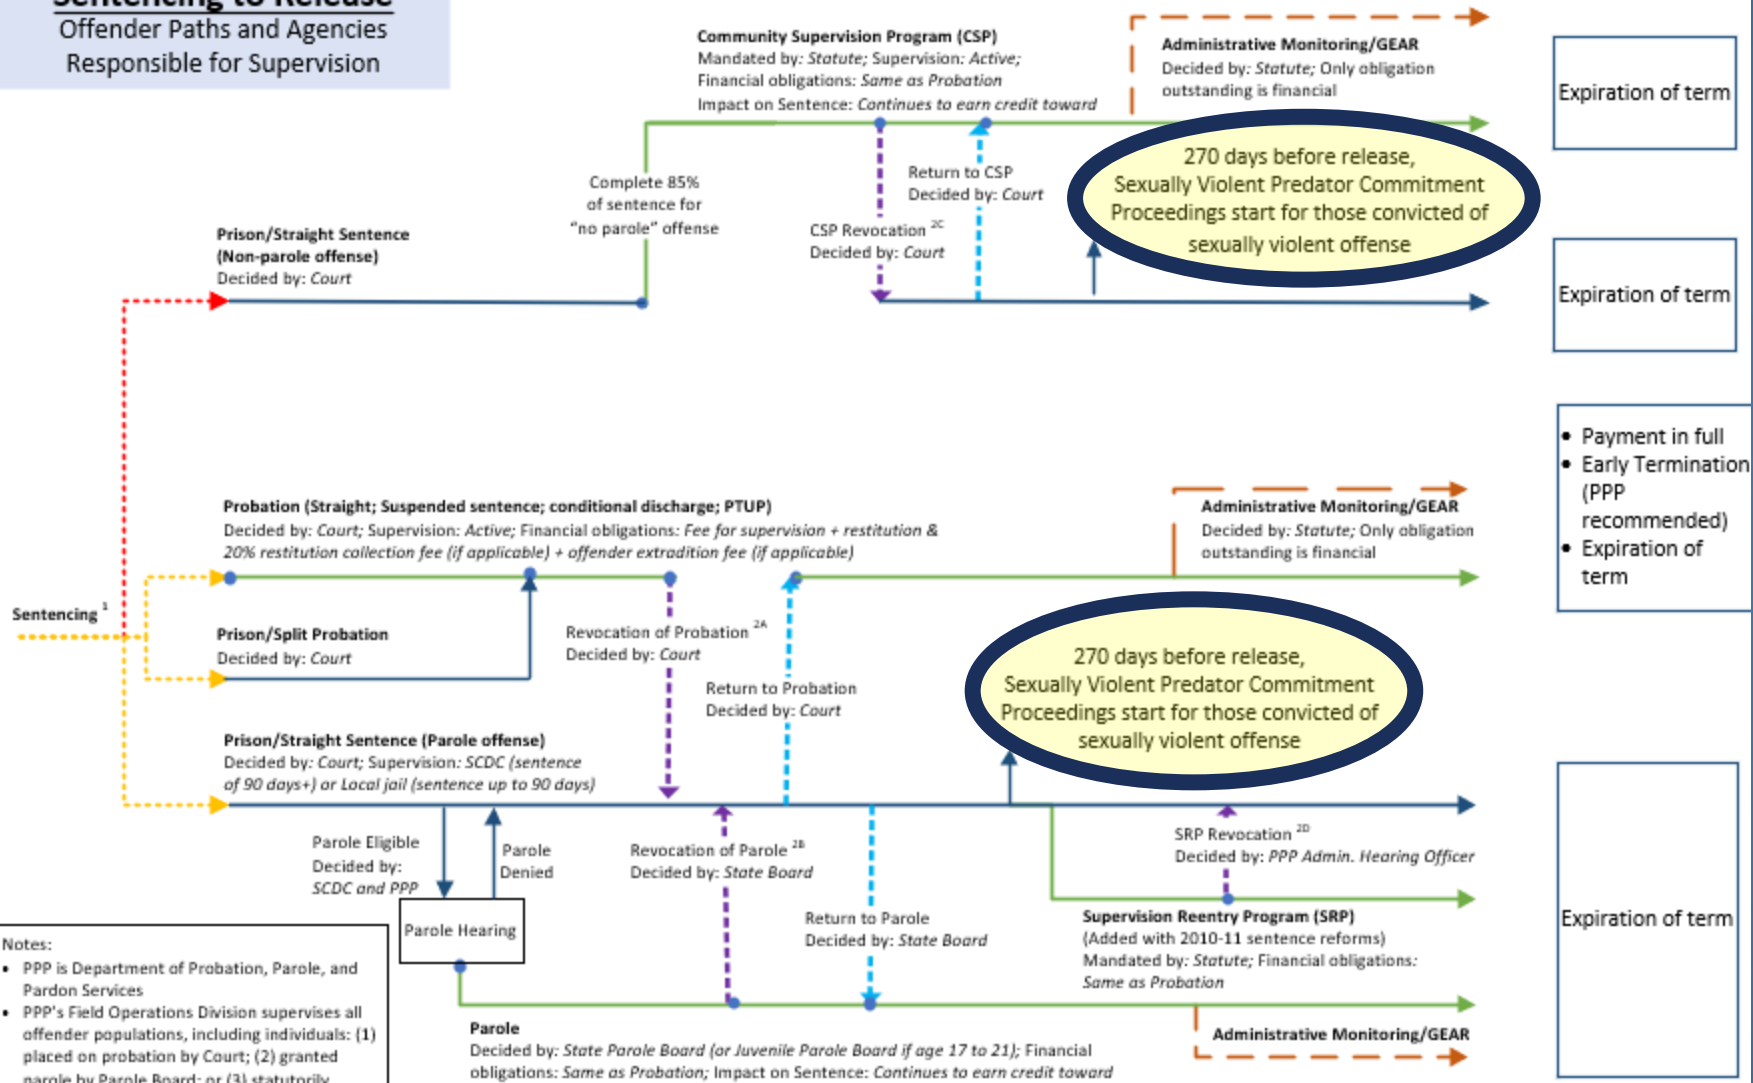 Sentencing to Release
Offender Paths and Agencies
Responsible for Supervision
Community Supervision Program (CSP)
Mandated by: Statute; Supervision: Active;
Financial obligations: Same as Probation
Impact on Sentence: Continues to earn credit toward
Administrative Monitoring/GEAR
Decided by: Statute; Only obligation
outstanding is financial
Expiration of term
270 days before release,
Sexually Violent Predator Commitment
Proceedings start for those convicted of
sexually violent offense
Complete 85%
of sentence for
"no parole" offense
Return to CSP
Decided by: Court
CSP Revocation 2C
Decided by: Court
Prison/Straight Sentence
(Non-parole offense)
Decided by: Court
Expiration of term
• Payment in full
• Early Termination
(PPP
recommended)
• Expiration of
term
Probation (Straight; Suspended sentence; conditional discharge; PTUP)
Decided by: Court; Supervision: Active; Financial obligations: Fee for supervision + restitution &
20% restitution collection fee (if applicable) + offender extradition fee (if applicable)
Administrative Monitoring/GEAR
Decided by: Statute; Only obligation
outstanding is financial
Sentencing 1
Prison/Split Probation
Decided by: Court
Revocation of Probation 2A
Decided by: Court
Return to Probation
Decided by: Court
270 days before release,
Sexually Violent Predator Commitment
Proceedings start for those convicted of
sexually violent offense
Prison/Straight Sentence (Parole offense)
Decided by: Court; Supervision: SCDC (sentence
of 90 days+) or Local jail (sentence up to 90 days)
Parole Eligible
Decided by:
SCDC and PPP
Parole
Denied
Revocation of Parole 2B
Decided by: State Board
SRP Revocation 2D
Decided by: PPP Admin. Hearing Officer
Parole Hearing
Return to Parole
Decided by: State Board
Supervision Reentry Program (SRP)
(Added with 2010-11 sentence reforms)
Mandated by: Statute; Financial obligations:
Same as Probation
Expiration of term
Notes:
• PPP is Department of Probation, Parole, and
Pardon Services
• PPP's Field Operations Division supervises all
offender populations, including individuals: (1)
placed on probation by Court; (2) granted
parole by Parole Board; or (3) statutorily
Parole
Decided by: State Parole Board (or Juvenile Parole Board if age 17 to 21); Financial
obligations: Same as Probation; Impact on Sentence: Continues to earn credit toward
Administrative Monitoring/GEAR